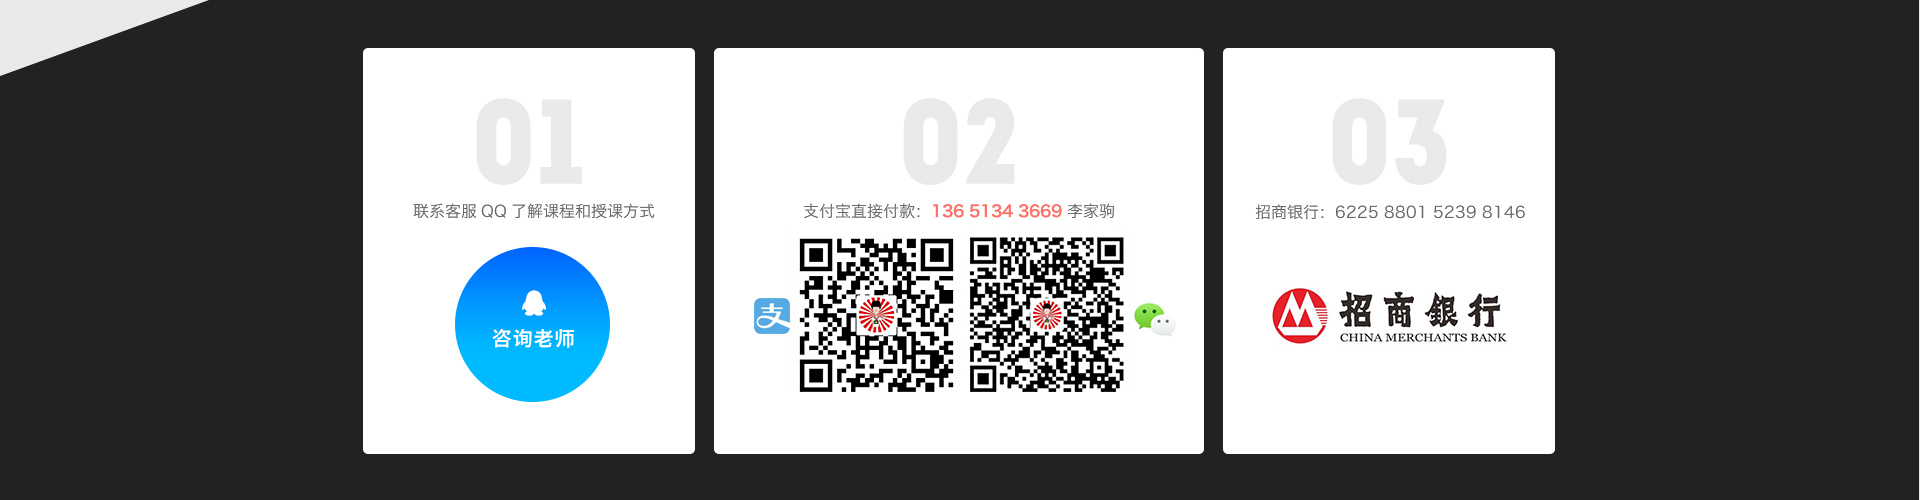 01
联系客服 QQ 了解课程和授课方式
咨询老师
02
支付宝直接付款：136 5134 3669 李家驹
支
03
招商银行：6225 8801 5239 8146
招商银行
CHINA MERCHANTS BANK